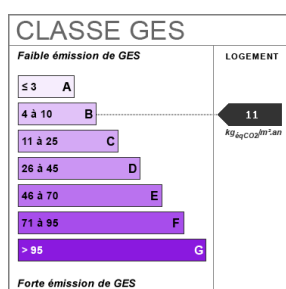 CLASSE GES
Faible émission de GES
LOGEMENT
≤ 3 A
4 à 10 B
11
kgéqCO2/m².an
11 à 25 C
26 à 45 D
46 à 70 E
71 à 95 F
> 95 G
Forte émission de GES